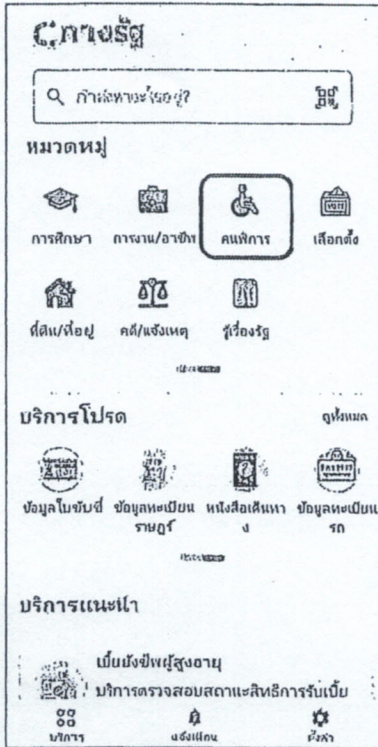 ทางรัฐ
กำลังหาอะไรอยู่?
หมวดหมู่
การศึกษา การงาน/อาชีพ คนพิการ เลือกตั้ง
ที่ดิน/ที่อยู่ คดี/แจ้งเหตุ รู้เรื่องรัฐ
บริการโปรด ดูทั้งหมด
ข้อมูลใบขับขี่ ข้อมูลทะเบียน หนังสือเดินทา ข้อมูลทะเบียน
ราษฎร์ ง รถ
บริการแนะนำ
เบี้ยยังชีพผู้สูงอายุ
บริการตรวจสอบสถานะสิทธิการรับเบี้ย
บริการ แจ้งเตือน ตั้งค่า